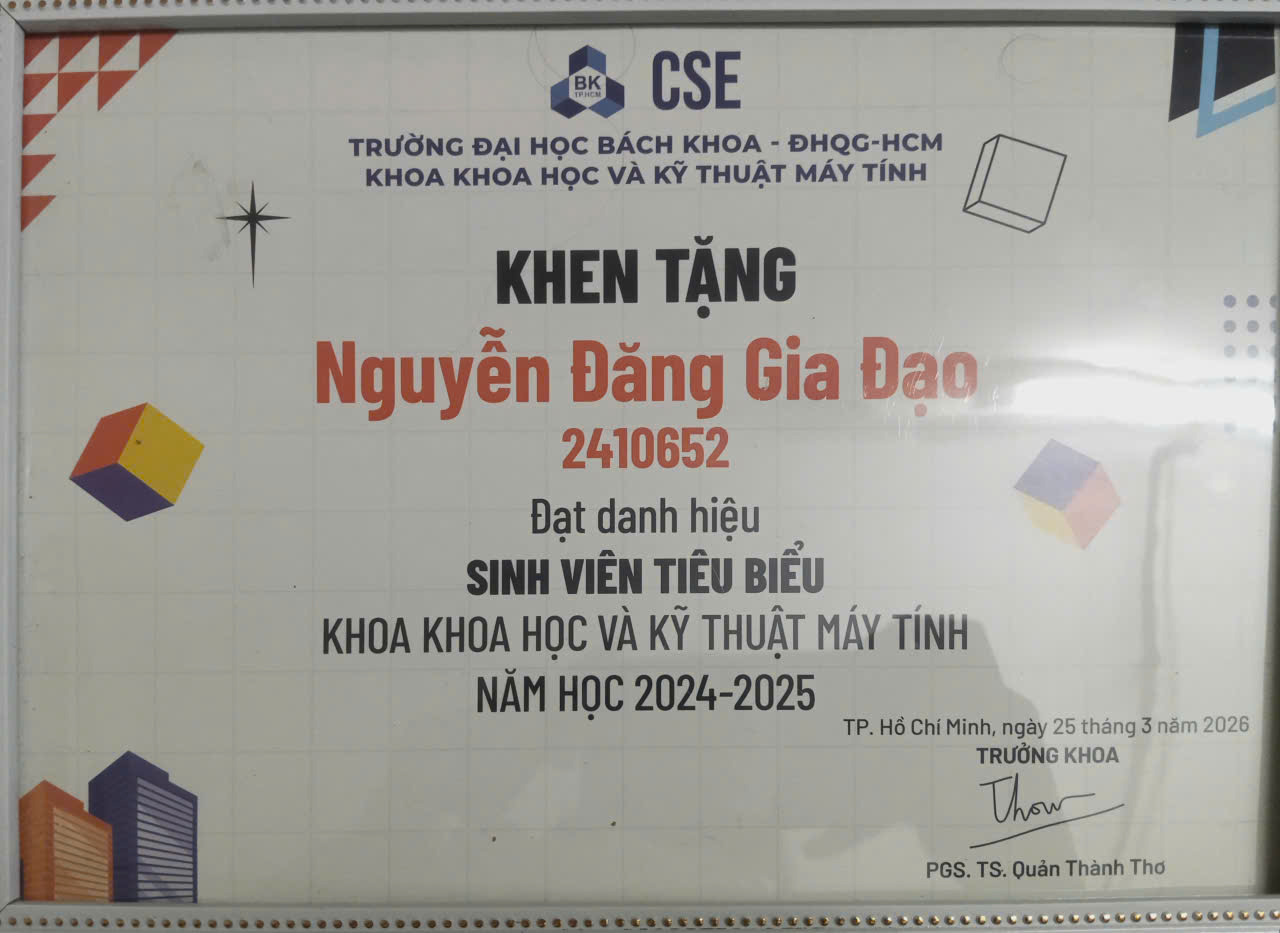 BK
TP.HCM
CSE
TRƯỜNG ĐẠI HỌC BÁCH KHOA - ĐHQG-HCM
KHOA KHOA HỌC VÀ KỸ THUẬT MÁY TÍNH
KHEN TẶNG
Nguyễn Đăng Gia Đạo
2410652
Đạt danh hiệu
SINH VIÊN TIÊU BIỂU
KHOA KHOA HỌC VÀ KỸ THUẬT MÁY TÍNH
NĂM HỌC 2024-2025
TP. Hồ Chí Minh, ngày 25 tháng 3 năm 2026
TRƯỞNG KHOA
Thơ
PGS. TS. Quản Thành Thơ